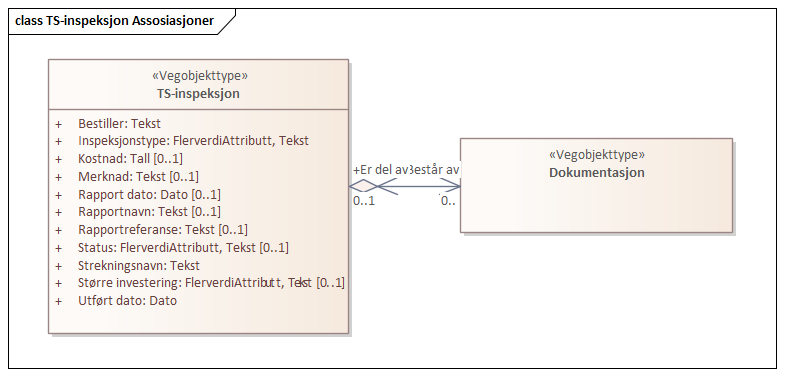 class TS-inspeksjon Assosiasjoner
«Vegobjekttype»
TS-inspeksjon
+ Bestiller: Tekst
+ Inspeksjonstype: FlerverdiAttributt, Tekst
+ Kostnad: Tall [0..1]
+ Merknad: Tekst [0..1]
+ Rapport dato: Dato [0..1]
+ Rapportnavn: Tekst [0..1]
+ Rapportreferanse: Tekst [0..1]
+ Status: FlerverdiAttributt, Tekst [0..1]
+ Strekningsnavn: Tekst
+ Større investering: FlerverdiAttributt, Tekst [0..1]
+ Utført dato: Dato
+Er del av
estår av
0..1
0..
«Vegobjekttype»
Dokumentasjon